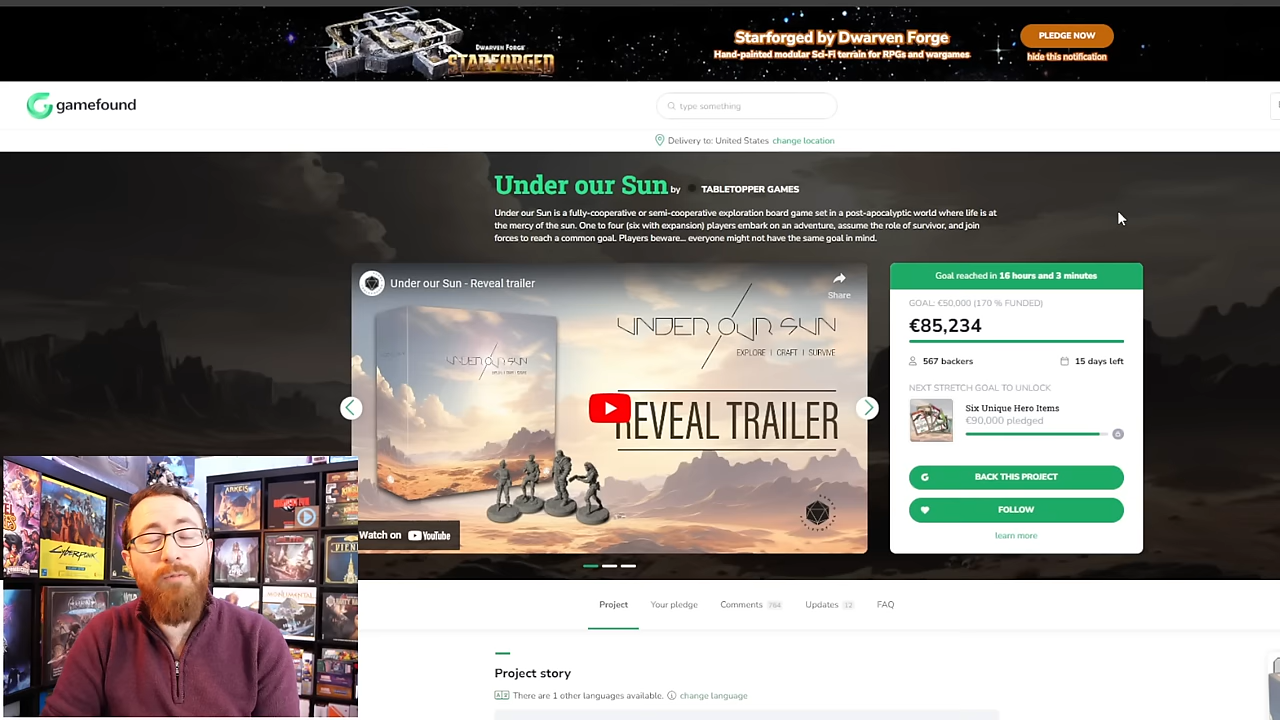 DWARVEN FORGE
STARFORGED
Starforged by Dwarven Forge
Hand-painted modular Sci-Fi terrain for RPGs and wargames
PLEDGE NOW
hide this notification
gamefound
type something
Delivery to: United States change location
Under our Sun by TABLETOPPER GAMES
Under our Sun is a fully-cooperative or semi-cooperative exploration board game set in a post-apocalyptic world where life is at
the mercy of the sun. One to four (six with expansion) players embark on an adventure, assume the role of survivor, and join
forces to reach a common goal. Players beware... everyone might not have the same goal in mind.
Under our Sun - Reveal trailer
Share
UNDER OUR SUN
EXPLORE | CRAFT | SURVIVE
REVEAL TRAILER
UNDER OUR SUN
Watch on YouTube
Goal reached in 16 hours and 3 minutes
GOAL: €50,000 (170 % FUNDED)
€85,234
567 backers
15 days left
NEXT STRETCH GOAL TO UNLOCK
Six Unique Hero Items
€90,000 pledged
BACK THIS PROJECT
FOLLOW
learn more
ARKEIS
CYBERPUNK
MONUMENTAL
Project
Your pledge
Comments 764
Updates 12
FAQ
Project story
There are 1 other languages available. change language